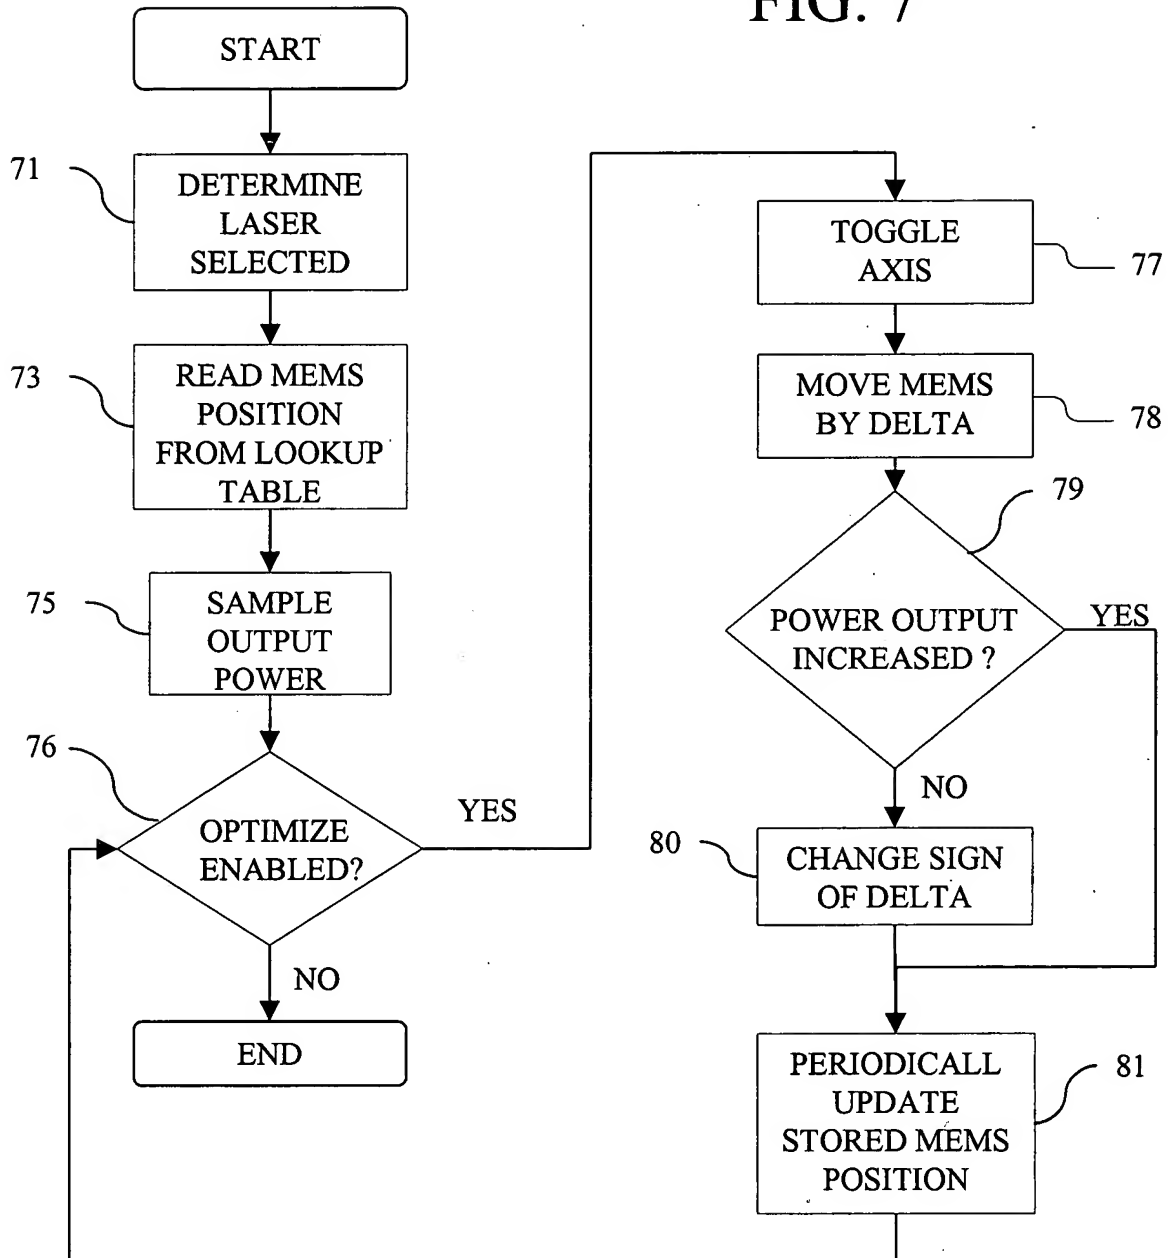 FIG. 7
START
71
DETERMINE
LASER
SELECTED
73
READ MEMS
POSITION
FROM LOOKUP
TABLE
75
SAMPLE
OUTPUT
POWER
76
OPTIMIZE
ENABLED?
YES
NO
END
TOGGLE
AXIS
77
MOVE MEMS
BY DELTA
78
79
POWER OUTPUT
INCREASED ?
YES
NO
80
CHANGE SIGN
OF DELTA
PERIODICALL
UPDATE
STORED MEMS
POSITION
81